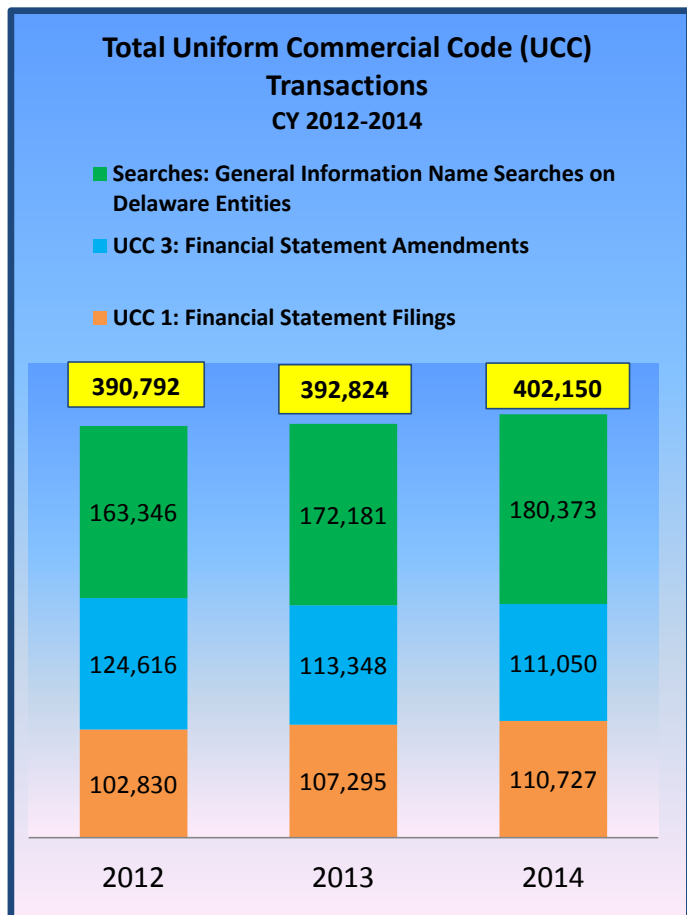 Total Uniform Commercial Code (UCC)
Transactions
CY 2012-2014
Searches: General Information Name Searches on
Delaware Entities
UCC 3: Financial Statement Amendments
UCC 1: Financial Statement Filings
390,792 392,824 402,150
163,346 172,181 180,373
124,616 113,348 111,050
102,830 107,295 110,727
2012 2013 2014